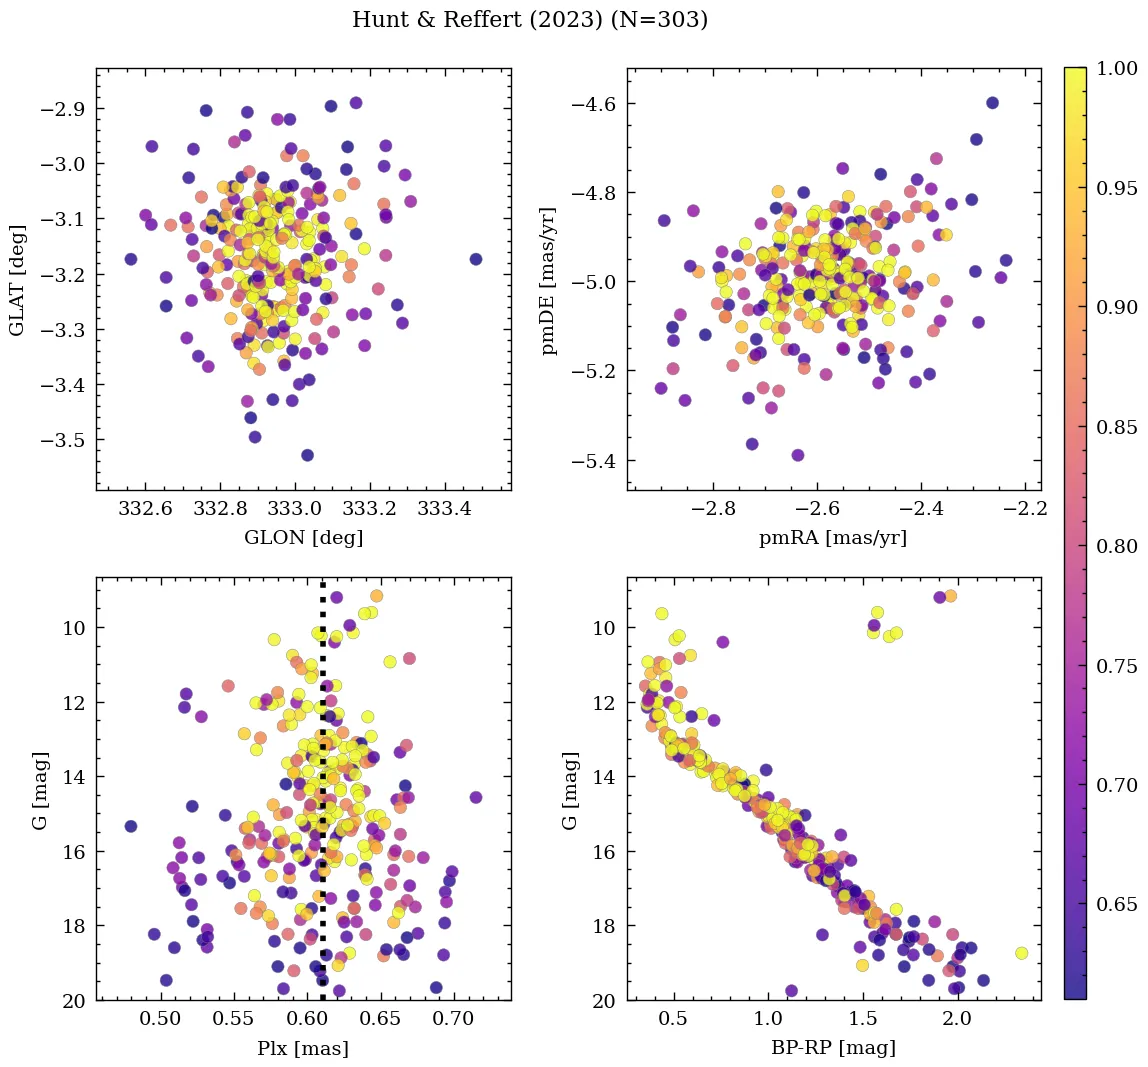 Hunt & Reffert (2023) (N=303)
−2.9
−3.0
−3.1
−3.2
−3.3
−3.4
−3.5
GLAT [deg]
332.6 332.8 333.0 333.2 333.4
GLON [deg]
−4.6
−4.8
−5.0
−5.2
−5.4
pmDE [mas/yr]
−2.8 −2.6 −2.4 −2.2
pmRA [mas/yr]
10
12
14
16
18
20
G [mag]
0.50 0.55 0.60 0.65 0.70
Plx [mas]
10
12
14
16
18
20
G [mag]
0.5 1.0 1.5 2.0
BP-RP [mag]
1.00
0.95
0.90
0.85
0.80
0.75
0.70
0.65